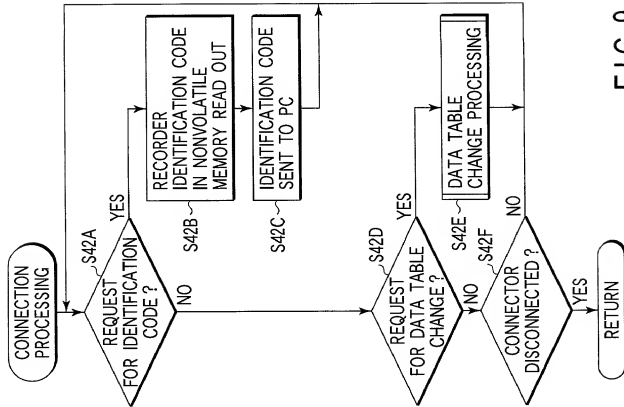 CONNECTION
PROCESSING
S42A
REQUEST
FOR IDENTIFICATION
CODE?
YES
NO
S42B
RECORDER
IDENTIFICATION CODE
IN NONVOLATILE
MEMORY READ OUT
S42C
IDENTIFICATION CODE
SENT TO PC
S42D
REQUEST
FOR DATA TABLE
CHANGE?
YES
NO
S42E
DATA TABLE
CHANGE PROCESSING
S42F
CONNECTOR
DISCONNECTED?
NO
YES
RETURN
FIG